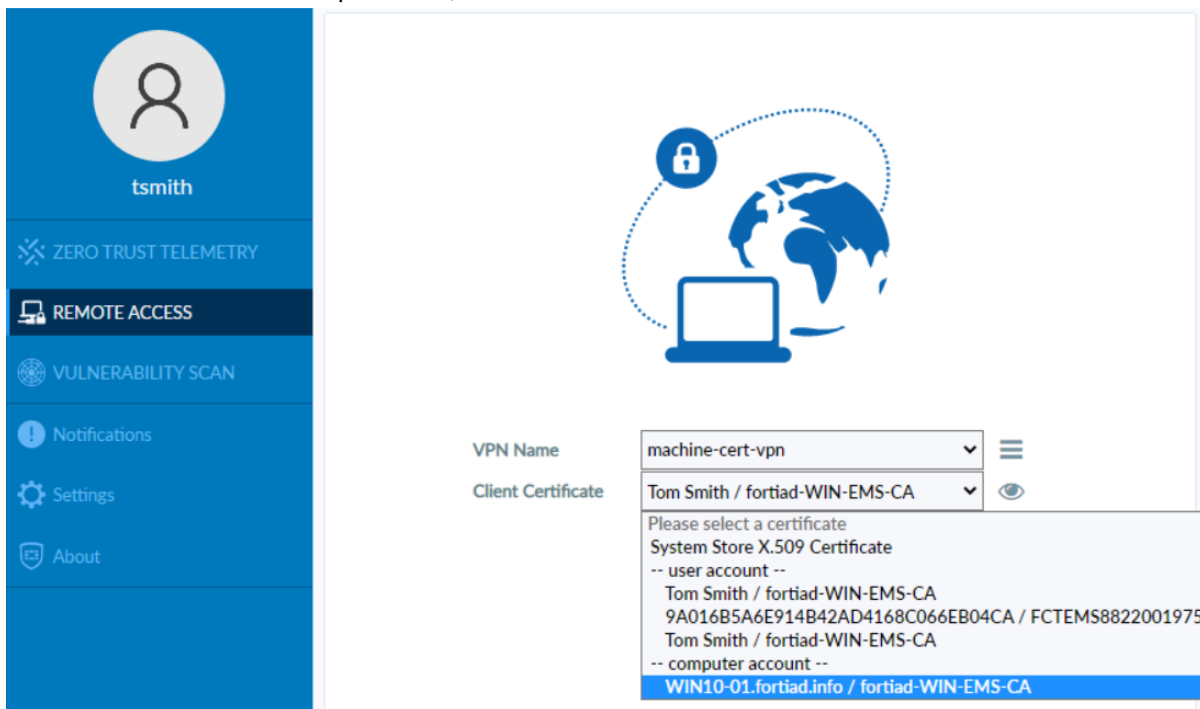 tsmith
ZERO TRUST TELEMETRY
REMOTE ACCESS
VULNERABILITY SCAN
Notifications
Settings
About
VPN Name machine-cert-vpn
Client Certificate Tom Smith / fortiad-WIN-EMS-CA
Please select a certificate
System Store X.509 Certificate
-- user account --
Tom Smith / fortiad-WIN-EMS-CA
9A016B5A6E914B42AD4168C066EB04CA / FCTEMS8822001975
Tom Smith / fortiad-WIN-EMS-CA
-- computer account --
WIN10-01.fortiad.info / fortiad-WIN-EMS-CA